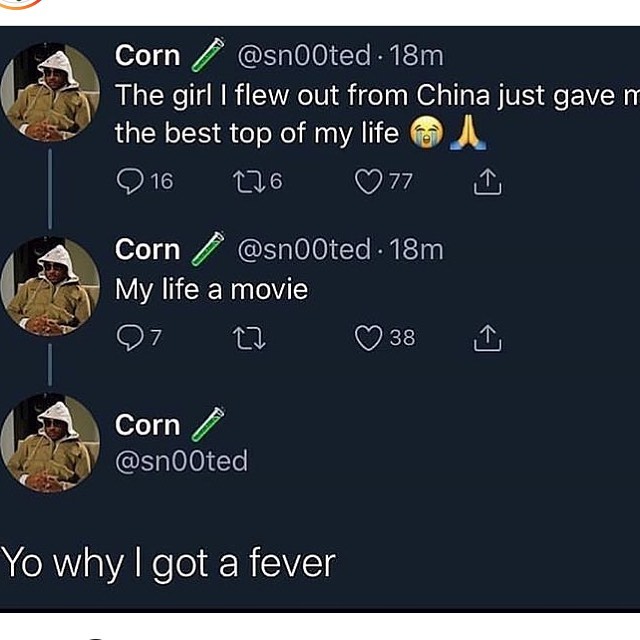 Corn @sn00ted · 18m
The girl I flew out from China just gave
the best top of my life 😭🙏
16 6 77
Corn @sn00ted · 18m
My life a movie
7 38
Corn
@sn00ted
Yo why I got a fever